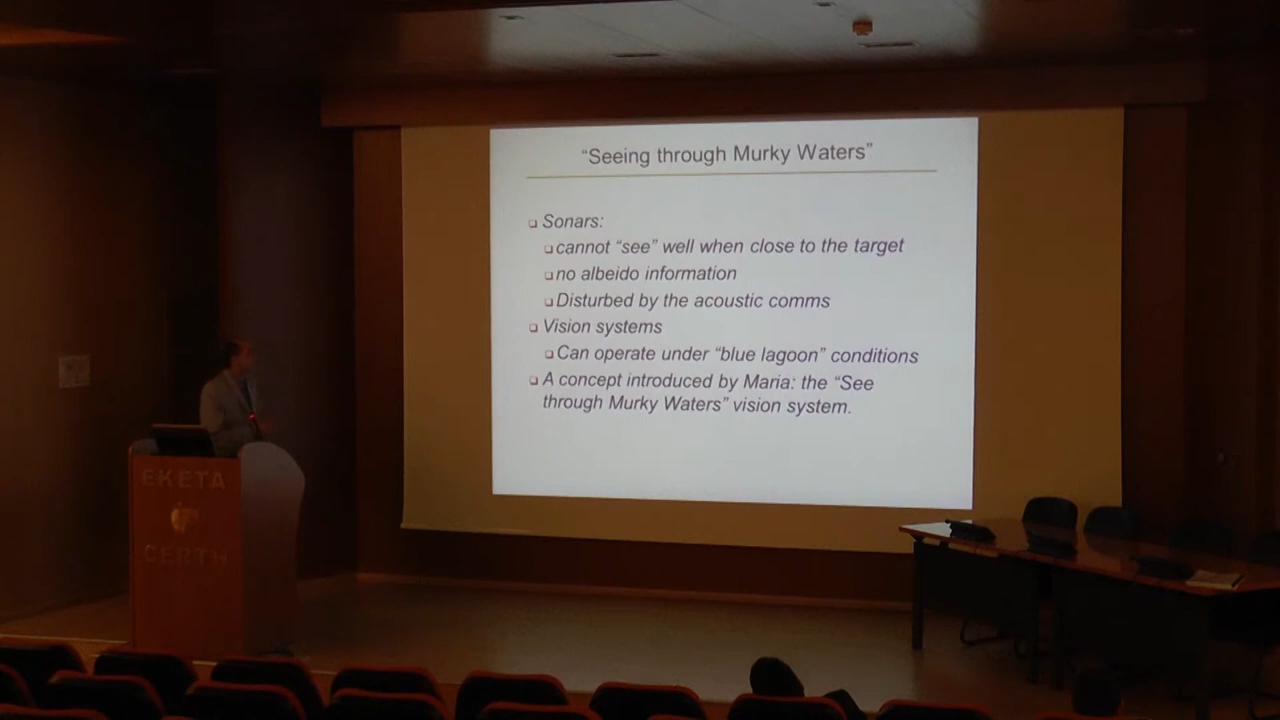 “Seeing through Murky Waters”
Sonars:
cannot “see” well when close to the target
no albeido information
Disturbed by the acoustic comms
Vision systems
Can operate under “blue lagoon” conditions
A concept introduced by Maria: the “See
through Murky Waters” vision system.
EKETA
CERTH